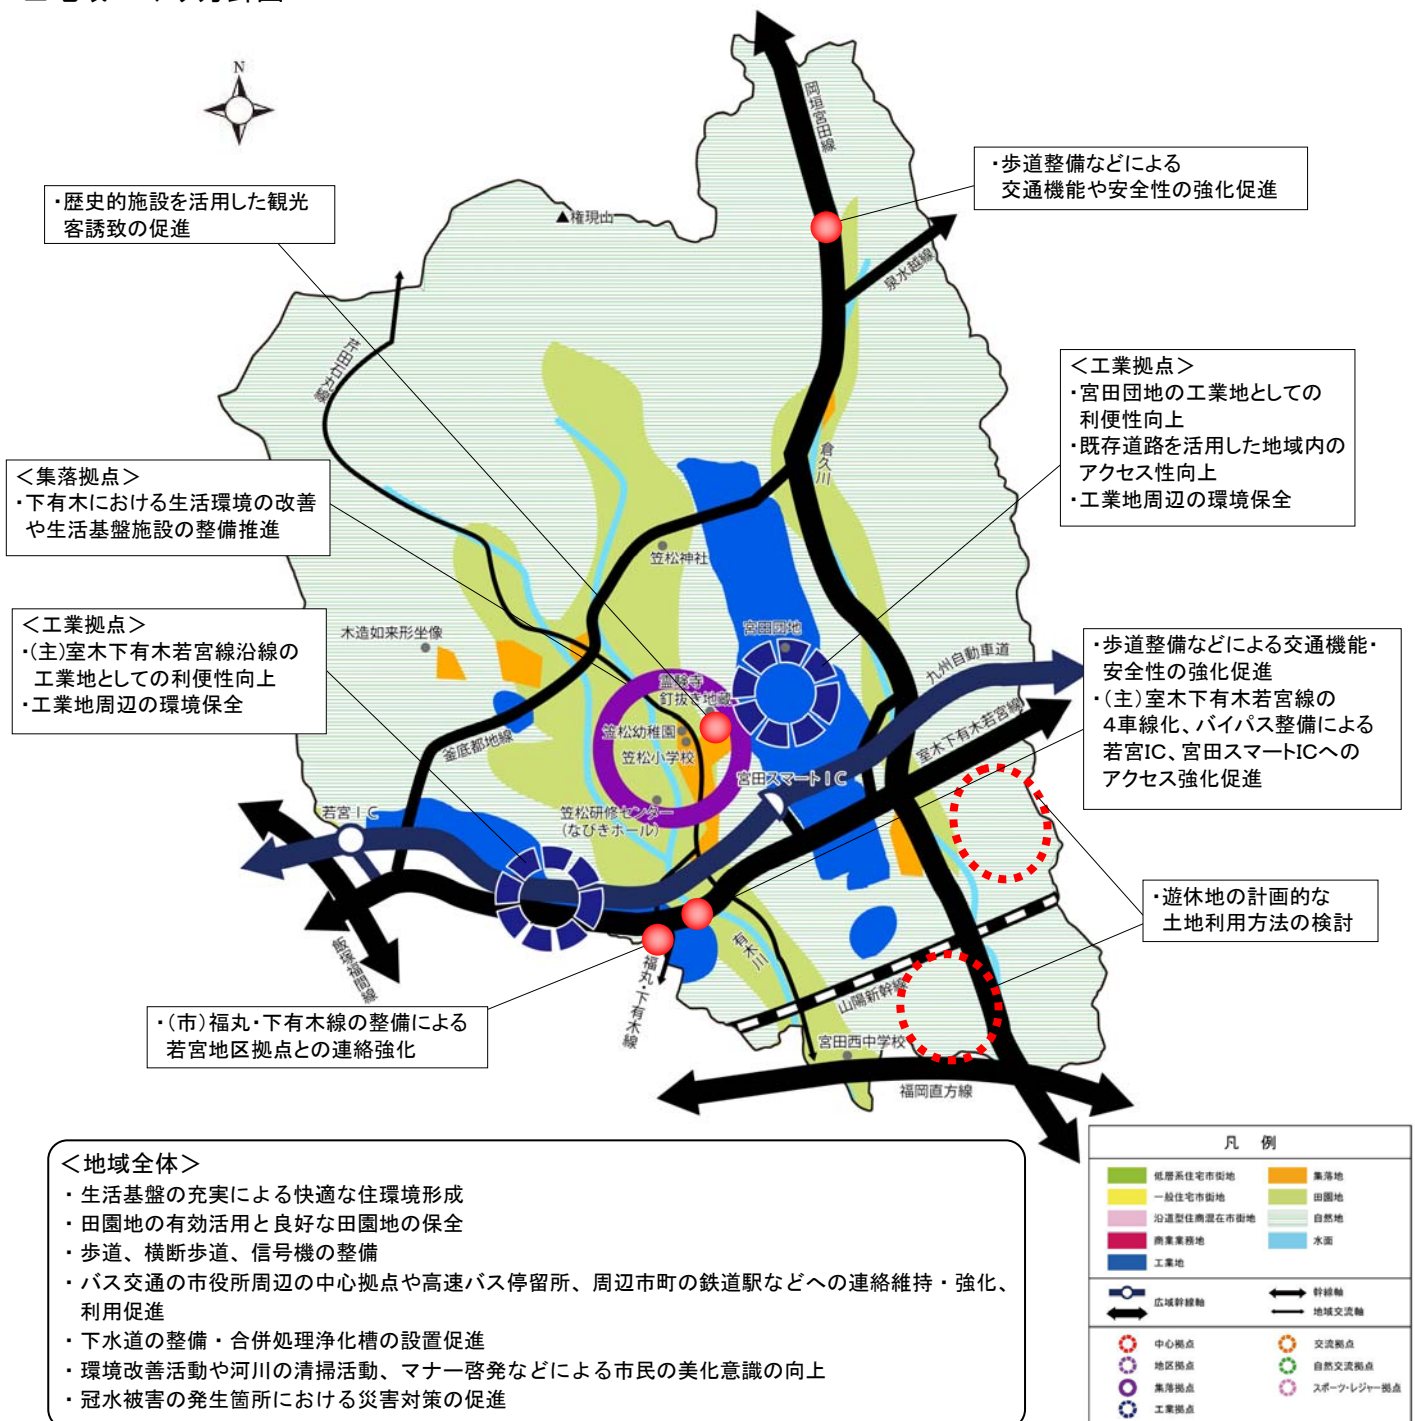 N
岡垣宮田線
・歩道整備などによる
交通機能や安全性の強化促進
・歴史的施設を活用した観光
客誘致の促進
▲権現山
泉水越線
芹田石丸線
＜工業拠点＞
・宮田団地の工業地としての
利便性向上
・既存道路を活用した地域内の
アクセス性向上
・工業地周辺の環境保全
倉久川
＜集落拠点＞
・下有木における生活環境の改善
や生活基盤施設の整備推進
笠松神社
＜工業拠点＞
・(主)室木下有木若宮線沿線の
工業地としての利便性向上
・工業地周辺の環境保全
木造如来形坐像
宮田団地
九州自動車道
・歩道整備などによる交通機能・
安全性の強化促進
・(主)室木下有木若宮線の
４車線化、バイパス整備による
若宮IC、宮田スマートICへの
アクセス強化促進
霊験寺
釘抜き地蔵
笠松幼稚園
笠松小学校
釜底都地線
室木下有木若宮線
宮田スマートＩＣ
若宮ＩＣ
笠松研修センター
(なびきホール)
・遊休地の計画的な
土地利用方法の検討
有木川
飯塚福間線
福丸・下有木線
山陽新幹線
・(市)福丸・下有木線の整備による
若宮地区拠点との連絡強化
宮田西中学校
福岡直方線
＜地域全体＞
・生活基盤の充実による快適な住環境形成
・田園地の有効活用と良好な田園地の保全
・歩道、横断歩道、信号機の整備
・バス交通の市役所周辺の中心拠点や高速バス停留所、周辺市町の鉄道駅などへの連絡維持・強化、
利用促進
・下水道の整備・合併処理浄化槽の設置促進
・環境改善活動や河川の清掃活動、マナー啓発などによる市民の美化意識の向上
・冠水被害の発生箇所における災害対策の促進
凡 例
低層系住宅市街地
集落地
一般住宅市街地
田園地
沿道型住商混在市街地
自然地
商業業務地
水面
工業地
広域幹線軸
幹線軸
地域交流軸
中心拠点
交流拠点
地区拠点
自然交流拠点
集落拠点
スポーツ・レジャー拠点
工業拠点